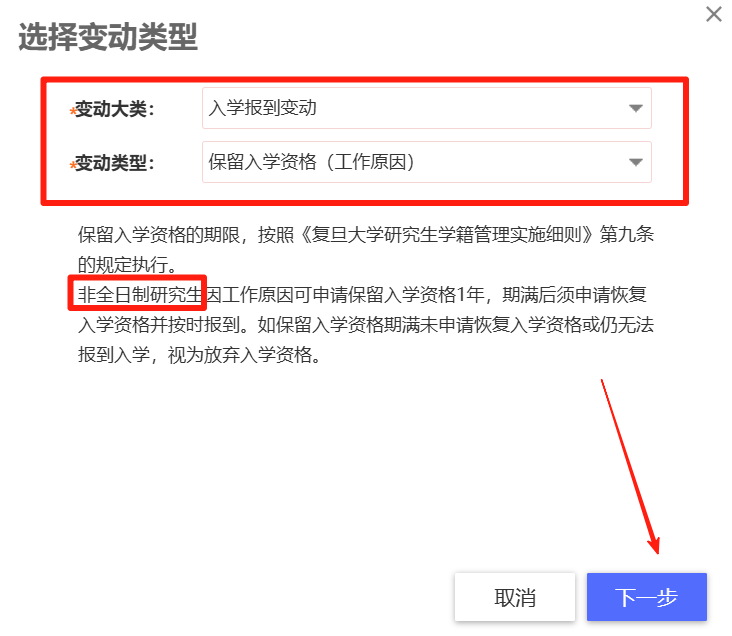 选择变动类型
*变动大类：
入学报到变动
*变动类型：
保留入学资格（工作原因）
保留入学资格的期限，按照《复旦大学研究生学籍管理实施细则》第九条
的规定执行。
非全日制研究生因工作原因可申请保留入学资格1年，期满后须申请恢复
入学资格并按时报到。如保留入学资格期满未申请恢复入学资格或仍无法
报到入学，视为放弃入学资格。
取消
下一步